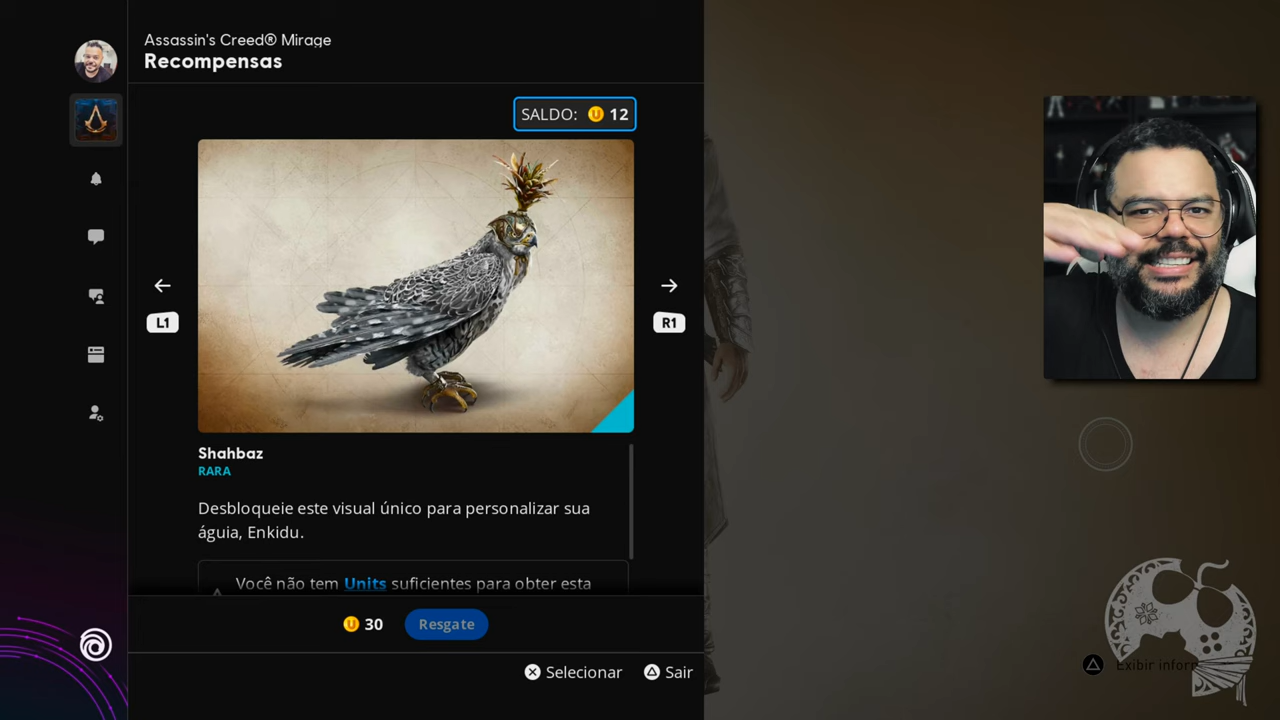 Assassin's Creed® Mirage
Recompensas
SALDO: U 12
L1
R1
Shahbaz
RARA
Desbloqueie este visual único para personalizar sua
águia, Enkidu.
Você não tem Units suficientes para obter esta
U 30 Resgate
Selecionar Sair
Exibir